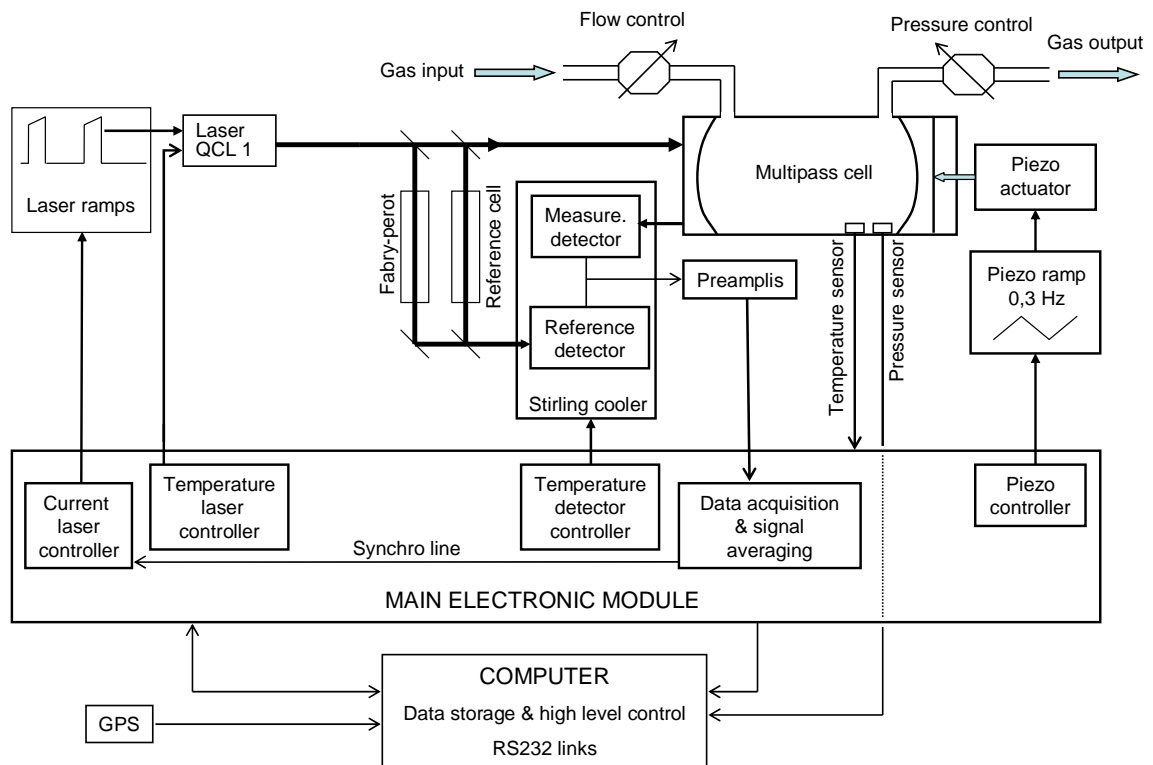 Flow control
Pressure control
Gas input
Gas output
Laser
QCL 1
Laser ramps
Multipass cell
Piezo
actuator
Fabry-perot
Reference cell
Measure.
detector
Preamplis
Temperature sensor
Pressure sensor
Piezo ramp
0,3 Hz
Reference
detector
Stirling cooler
Current
laser
controller
Temperature
laser
controller
Temperature
detector
controller
Data acquisition
& signal
averaging
Piezo
controller
Synchro line
MAIN ELECTRONIC MODULE
COMPUTER
Data storage & high level control
RS232 links
GPS